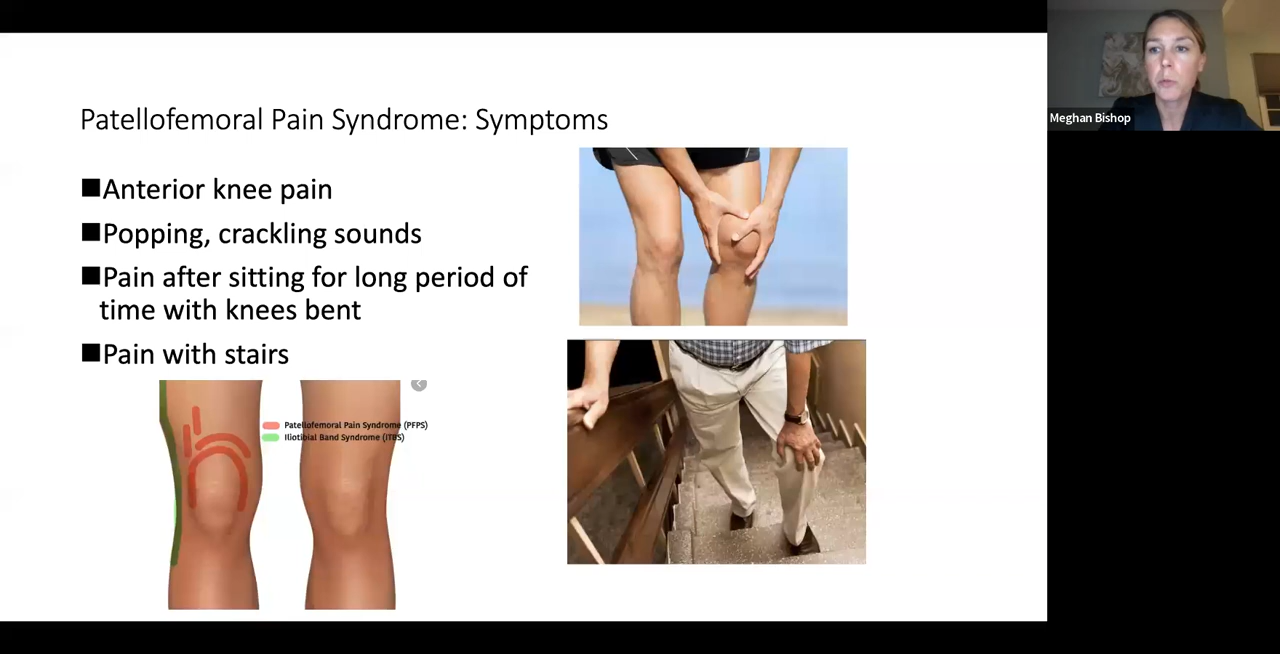 Patellofemoral Pain Syndrome: Symptoms
■Anterior knee pain
■Popping, crackling sounds
■Pain after sitting for long period of
time with knees bent
■Pain with stairs
Patellofemoral Pain Syndrome (PFPS)
Iliotibial Band Syndrome (ITBS)
Meghan Bishop